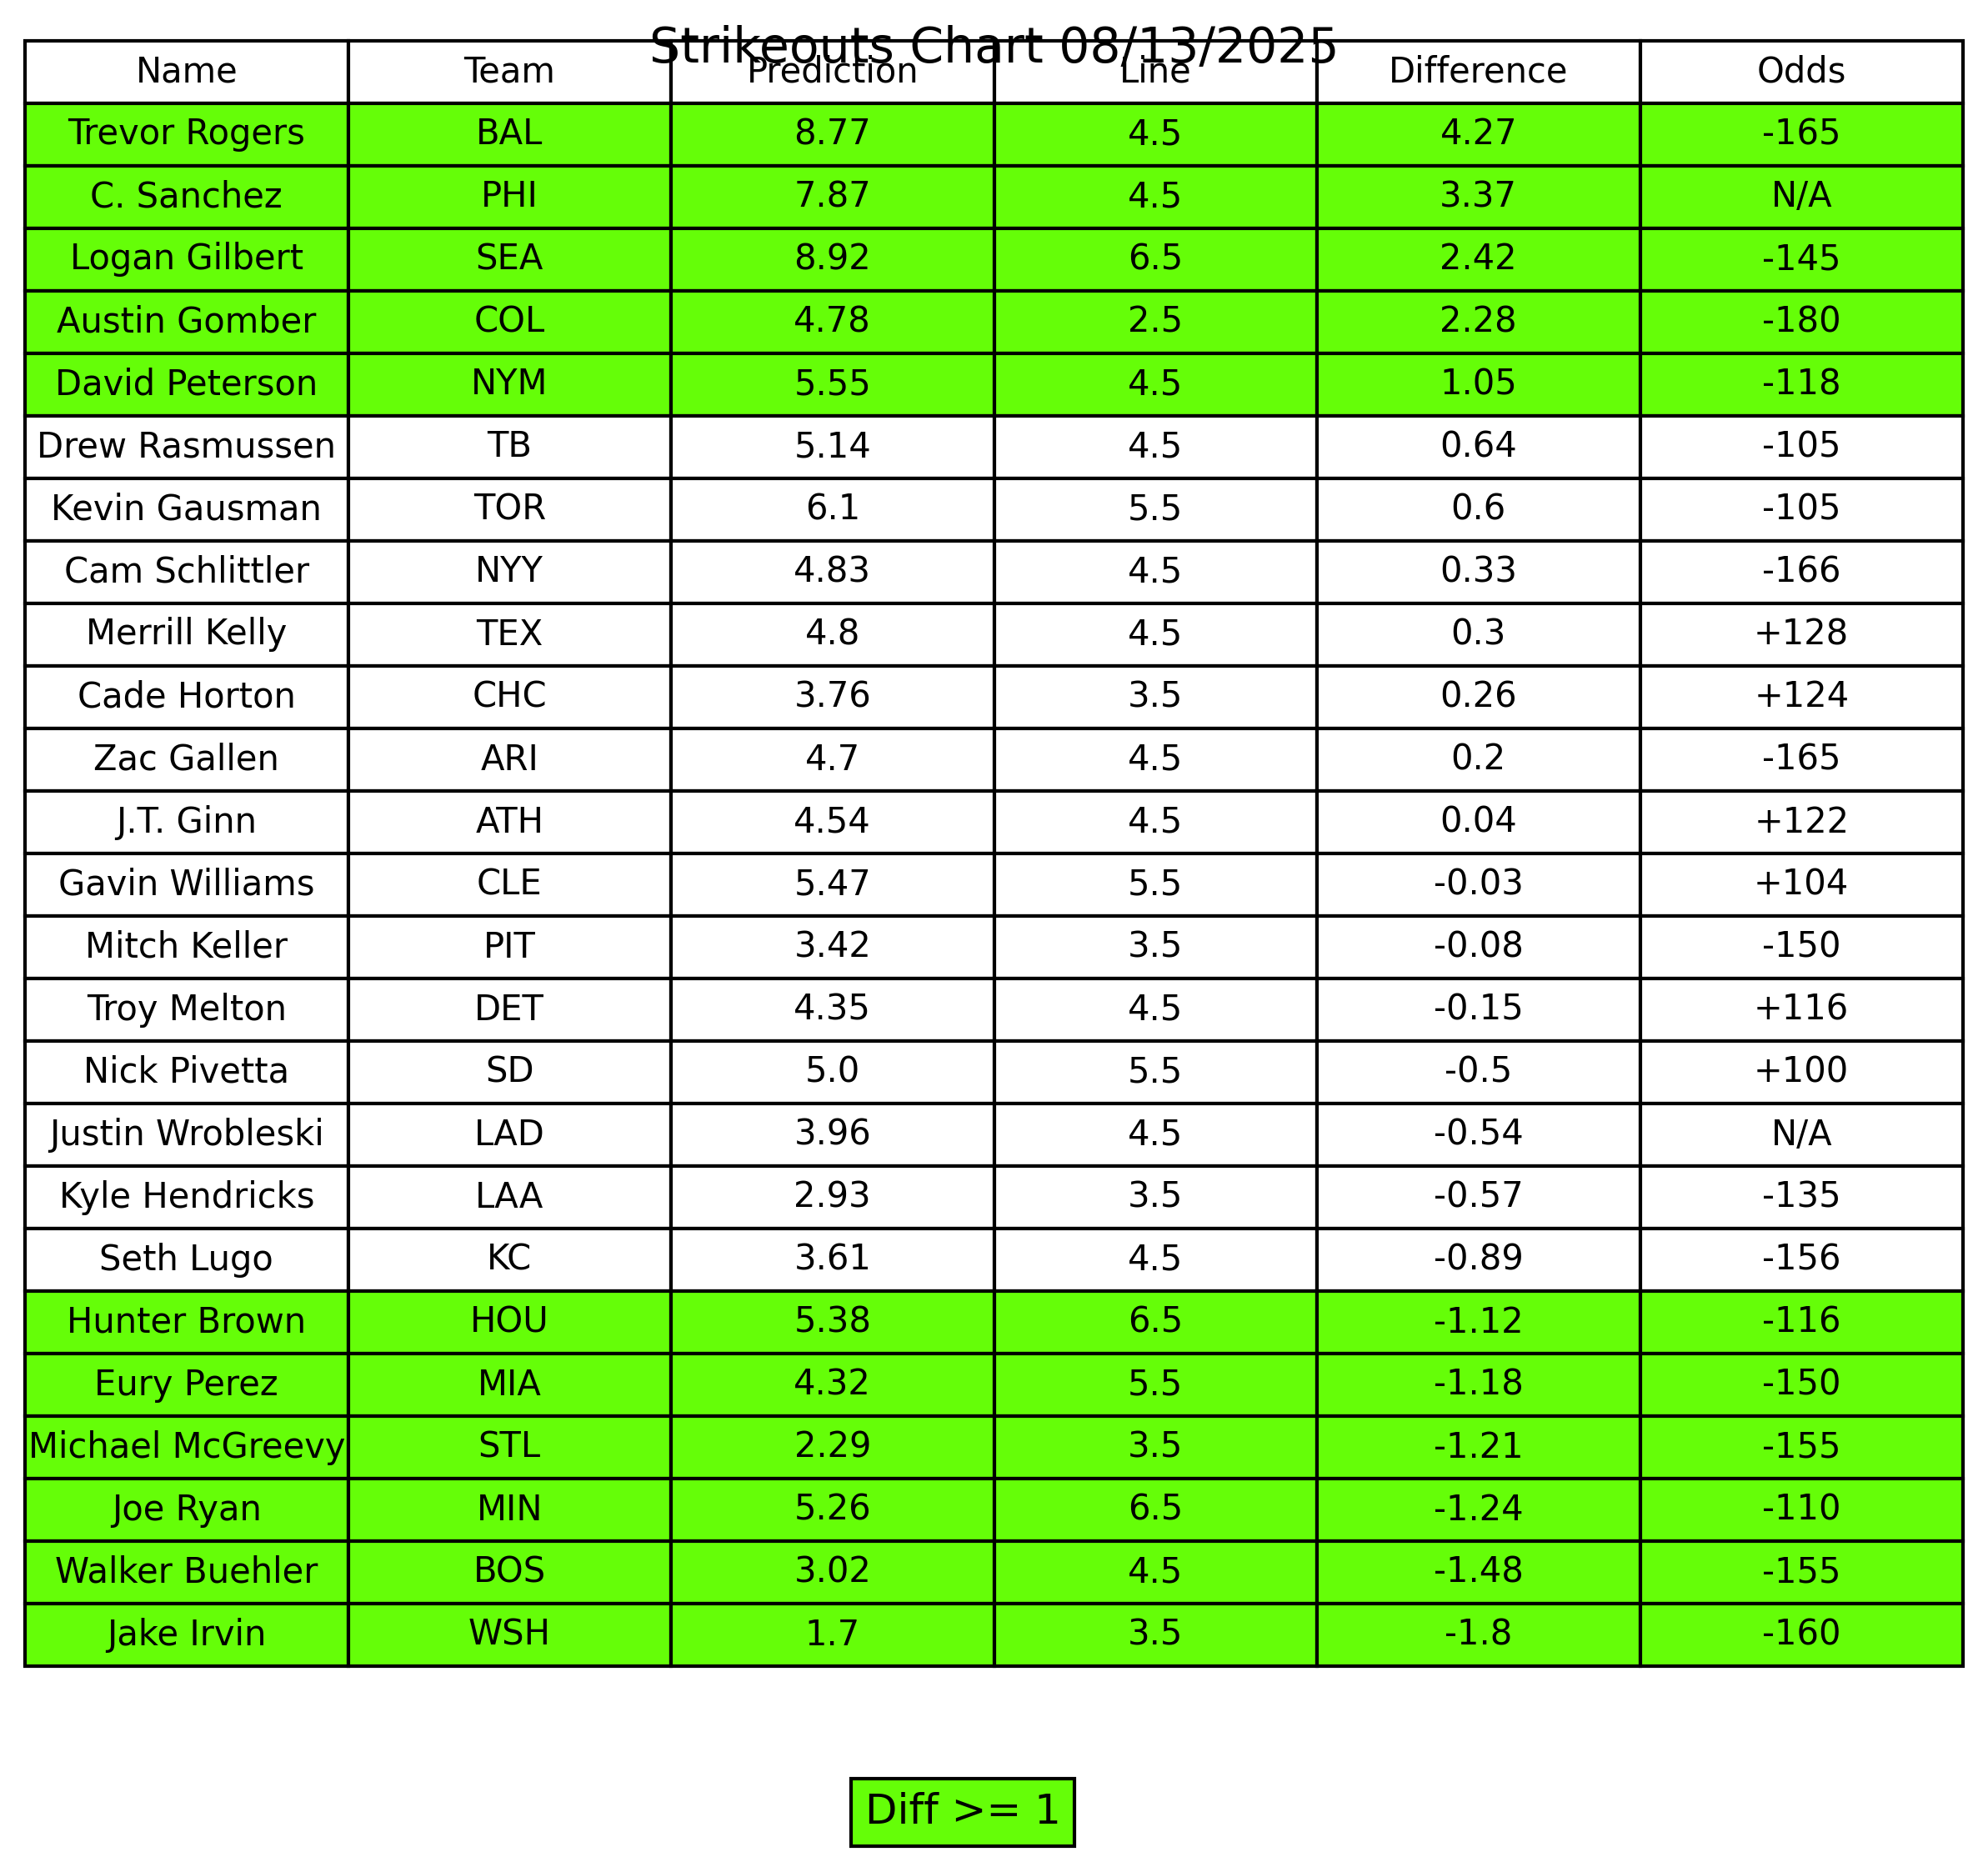 Strikeouts Chart 08/13/2025
Name Team Prediction Line Difference Odds
Trevor Rogers BAL 8.77 4.5 4.27 -165
C. Sanchez PHI 7.87 4.5 3.37 N/A
Logan Gilbert SEA 8.92 6.5 2.42 -145
Austin Gomber COL 4.78 2.5 2.28 -180
David Peterson NYM 5.55 4.5 1.05 -118
Drew Rasmussen TB 5.14 4.5 0.64 -105
Kevin Gausman TOR 6.1 5.5 0.6 -105
Cam Schlittler NYY 4.83 4.5 0.33 -166
Merrill Kelly TEX 4.8 4.5 0.3 +128
Cade Horton CHC 3.76 3.5 0.26 +124
Zac Gallen ARI 4.7 4.5 0.2 -165
J.T. Ginn ATH 4.54 4.5 0.04 +122
Gavin Williams CLE 5.47 5.5 -0.03 +104
Mitch Keller PIT 3.42 3.5 -0.08 -150
Troy Melton DET 4.35 4.5 -0.15 +116
Nick Pivetta SD 5.0 5.5 -0.5 +100
Justin Wrobleski LAD 3.96 4.5 -0.54 N/A
Kyle Hendricks LAA 2.93 3.5 -0.57 -135
Seth Lugo KC 3.61 4.5 -0.89 -156
Hunter Brown HOU 5.38 6.5 -1.12 -116
Eury Perez MIA 4.32 5.5 -1.18 -150
Michael McGreevy STL 2.29 3.5 -1.21 -155
Joe Ryan MIN 5.26 6.5 -1.24 -110
Walker Buehler BOS 3.02 4.5 -1.48 -155
Jake Irvin WSH 1.7 3.5 -1.8 -160
Diff >= 1